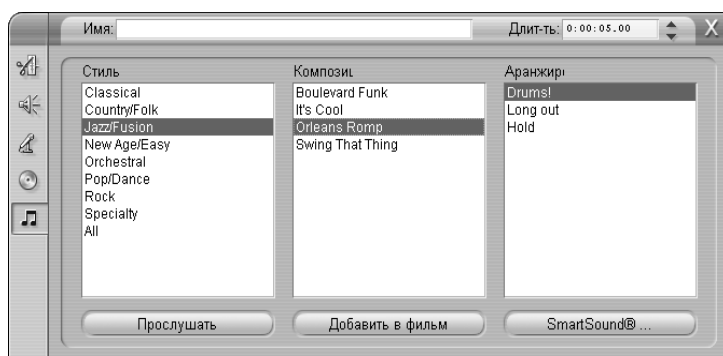 Имя: Длит-ть: 0:00:05.00 X
Стиль
Classical
Country/Folk
Jazz/Fusion
New Age/Easy
Orchestral
Pop/Dance
Rock
Specialty
All
Композиц
Boulevard Funk
It's Cool
Orleans Romp
Swing That Thing
Аранжир
Drums!
Long out
Hold
Прослушать
Добавить в фильм
SmartSound® ...